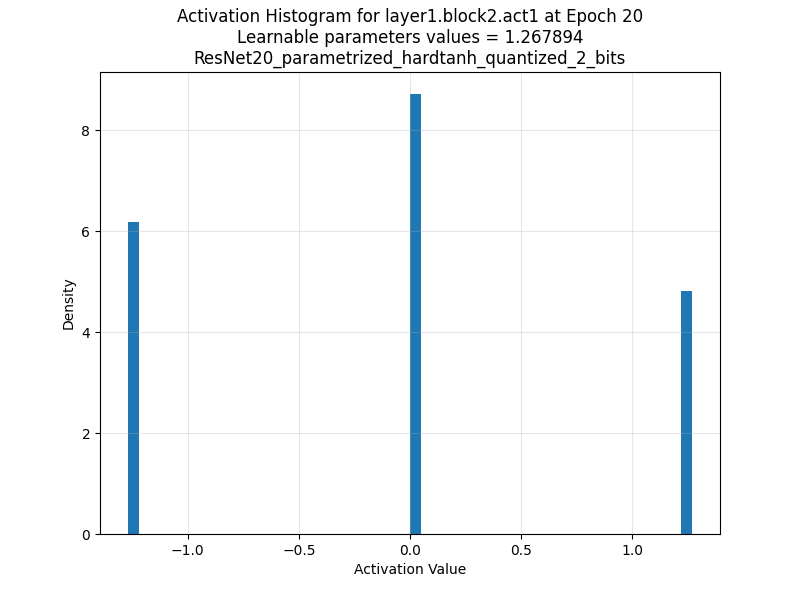 Activation Histogram for layer1.block2.act1 at Epoch 20
Learnable parameters values = 1.267894
ResNet20_parametrized_hardtanh_quantized_2_bits
Density
8
6
4
2
0
−1.0 −0.5 0.0 0.5 1.0
Activation Value